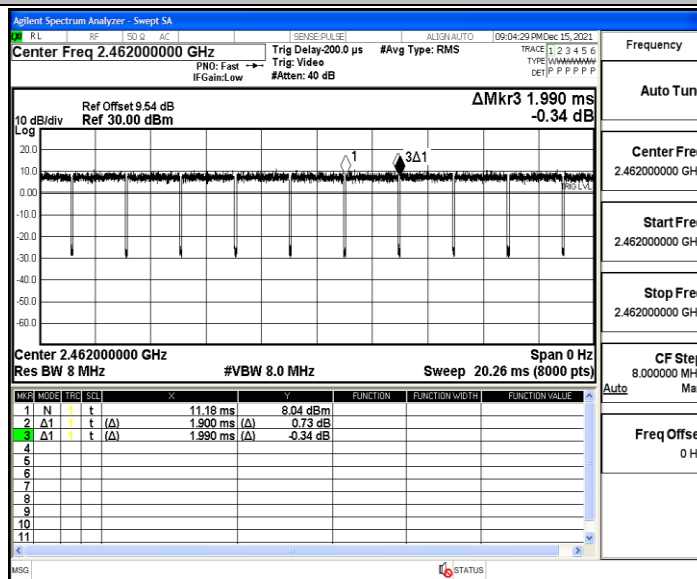 Agilent Spectrum Analyzer - Swept SA
RL RF 50 Ω AC SENSE:PULSE ALIGNAUTO 09:04:29 PM Dec 15, 2021
Center Freq 2.462000000 GHz
PNO: Fast
IFGain:Low
Trig Delay-200.0 µs
Trig: Video
#Atten: 40 dB
#Avg Type: RMS
TRACE 1 2 3 4 5 6
TYPE
DET P P P P P P
ΔMkr3 1.990 ms
-0.34 dB
Ref Offset 9.54 dB
10 dB/div Ref 30.00 dBm
Log
20.0
10.0
0.00
-10.0
-20.0
-30.0
-40.0
-50.0
-60.0
1
3Δ1
TRIG LVL
Center 2.462000000 GHz Span 0 Hz
Res BW 8 MHz #VBW 8.0 MHz Sweep 20.26 ms (8000 pts)
MKR MODE TRC SCL X Y FUNCTION FUNCTION WIDTH FUNCTION VALUE
1 N 1 t 11.18 ms 8.04 dBm
2 Δ1 1 t (Δ) 1.900 ms (Δ) 0.73 dB
3 Δ1 1 t (Δ) 1.990 ms (Δ) -0.34 dB
4
5
6
7
8
9
10
11
MSG STATUS
Frequency
Auto Tun
Center Fre
2.462000000 GH
Start Fre
2.462000000 GH
Stop Fre
2.462000000 GH
CF Ste
8.000000 MH
Auto Ma
Freq Offse
0 H